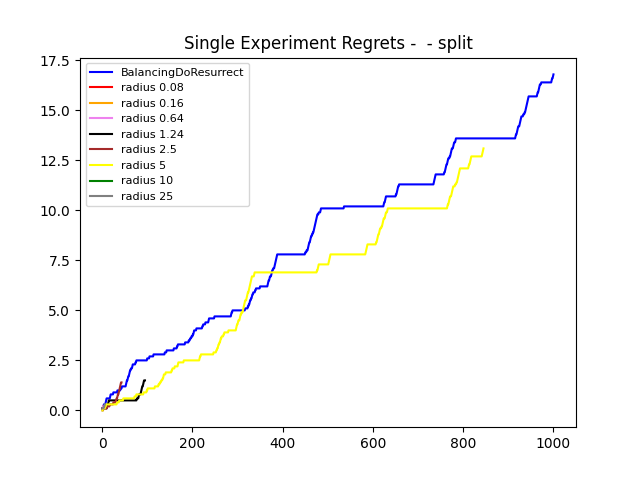 Single Experiment Regrets -  - split
17.5
15.0
12.5
10.0
7.5
5.0
2.5
0.0
BalancingDoResurrect
radius 0.08
radius 0.16
radius 0.64
radius 1.24
radius 2.5
radius 5
radius 10
radius 25
0 200 400 600 800 1000